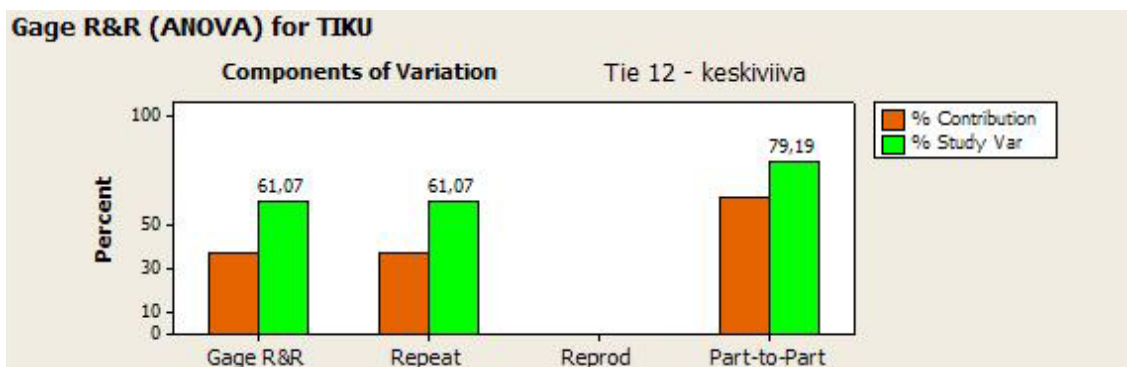 Gage R&R (ANOVA) for TIKU
Components of Variation
Tie 12 - keskiviiva
100
50
30
10
0
Percent
61,07
61,07
79,19
Gage R&R
Repeat
Reprod
Part-to-Part
% Contribution
% Study Var